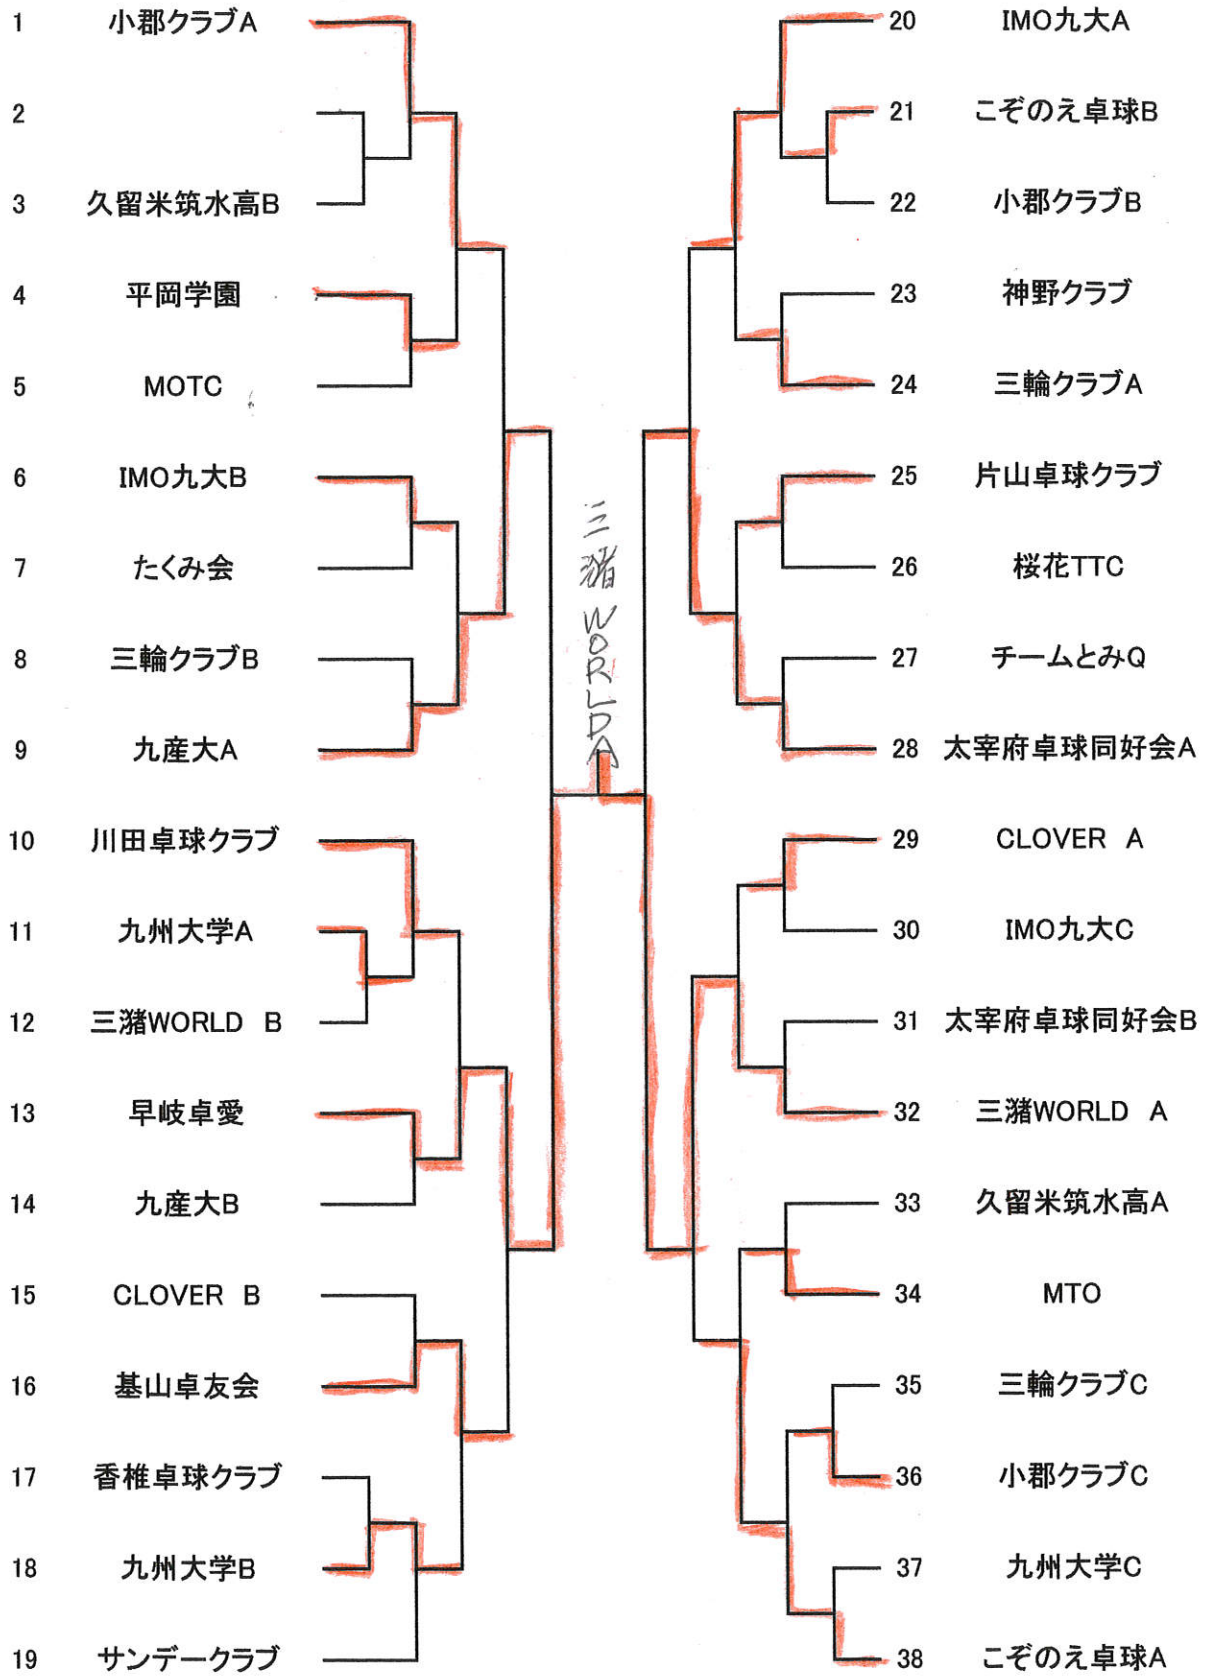 1 小郡クラブA
2
3 久留米筑水高B
4 平岡学園
5 MOTC
6 IMO九大B
7 たくみ会
8 三輪クラブB
9 九産大A
10 川田卓球クラブ
11 九州大学A
12 三潴WORLD B
13 早岐卓愛
14 九産大B
15 CLOVER B
16 基山卓友会
17 香椎卓球クラブ
18 九州大学B
19 サンデークラブ
三潴WORLDA
20 IMO九大A
21 こぞのえ卓球B
22 小郡クラブB
23 神野クラブ
24 三輪クラブA
25 片山卓球クラブ
26 桜花TTC
27 チームとみQ
28 太宰府卓球同好会A
29 CLOVER A
30 IMO九大C
31 太宰府卓球同好会B
32 三潴WORLD A
33 久留米筑水高A
34 MTO
35 三輪クラブC
36 小郡クラブC
37 九州大学C
38 こぞのえ卓球A